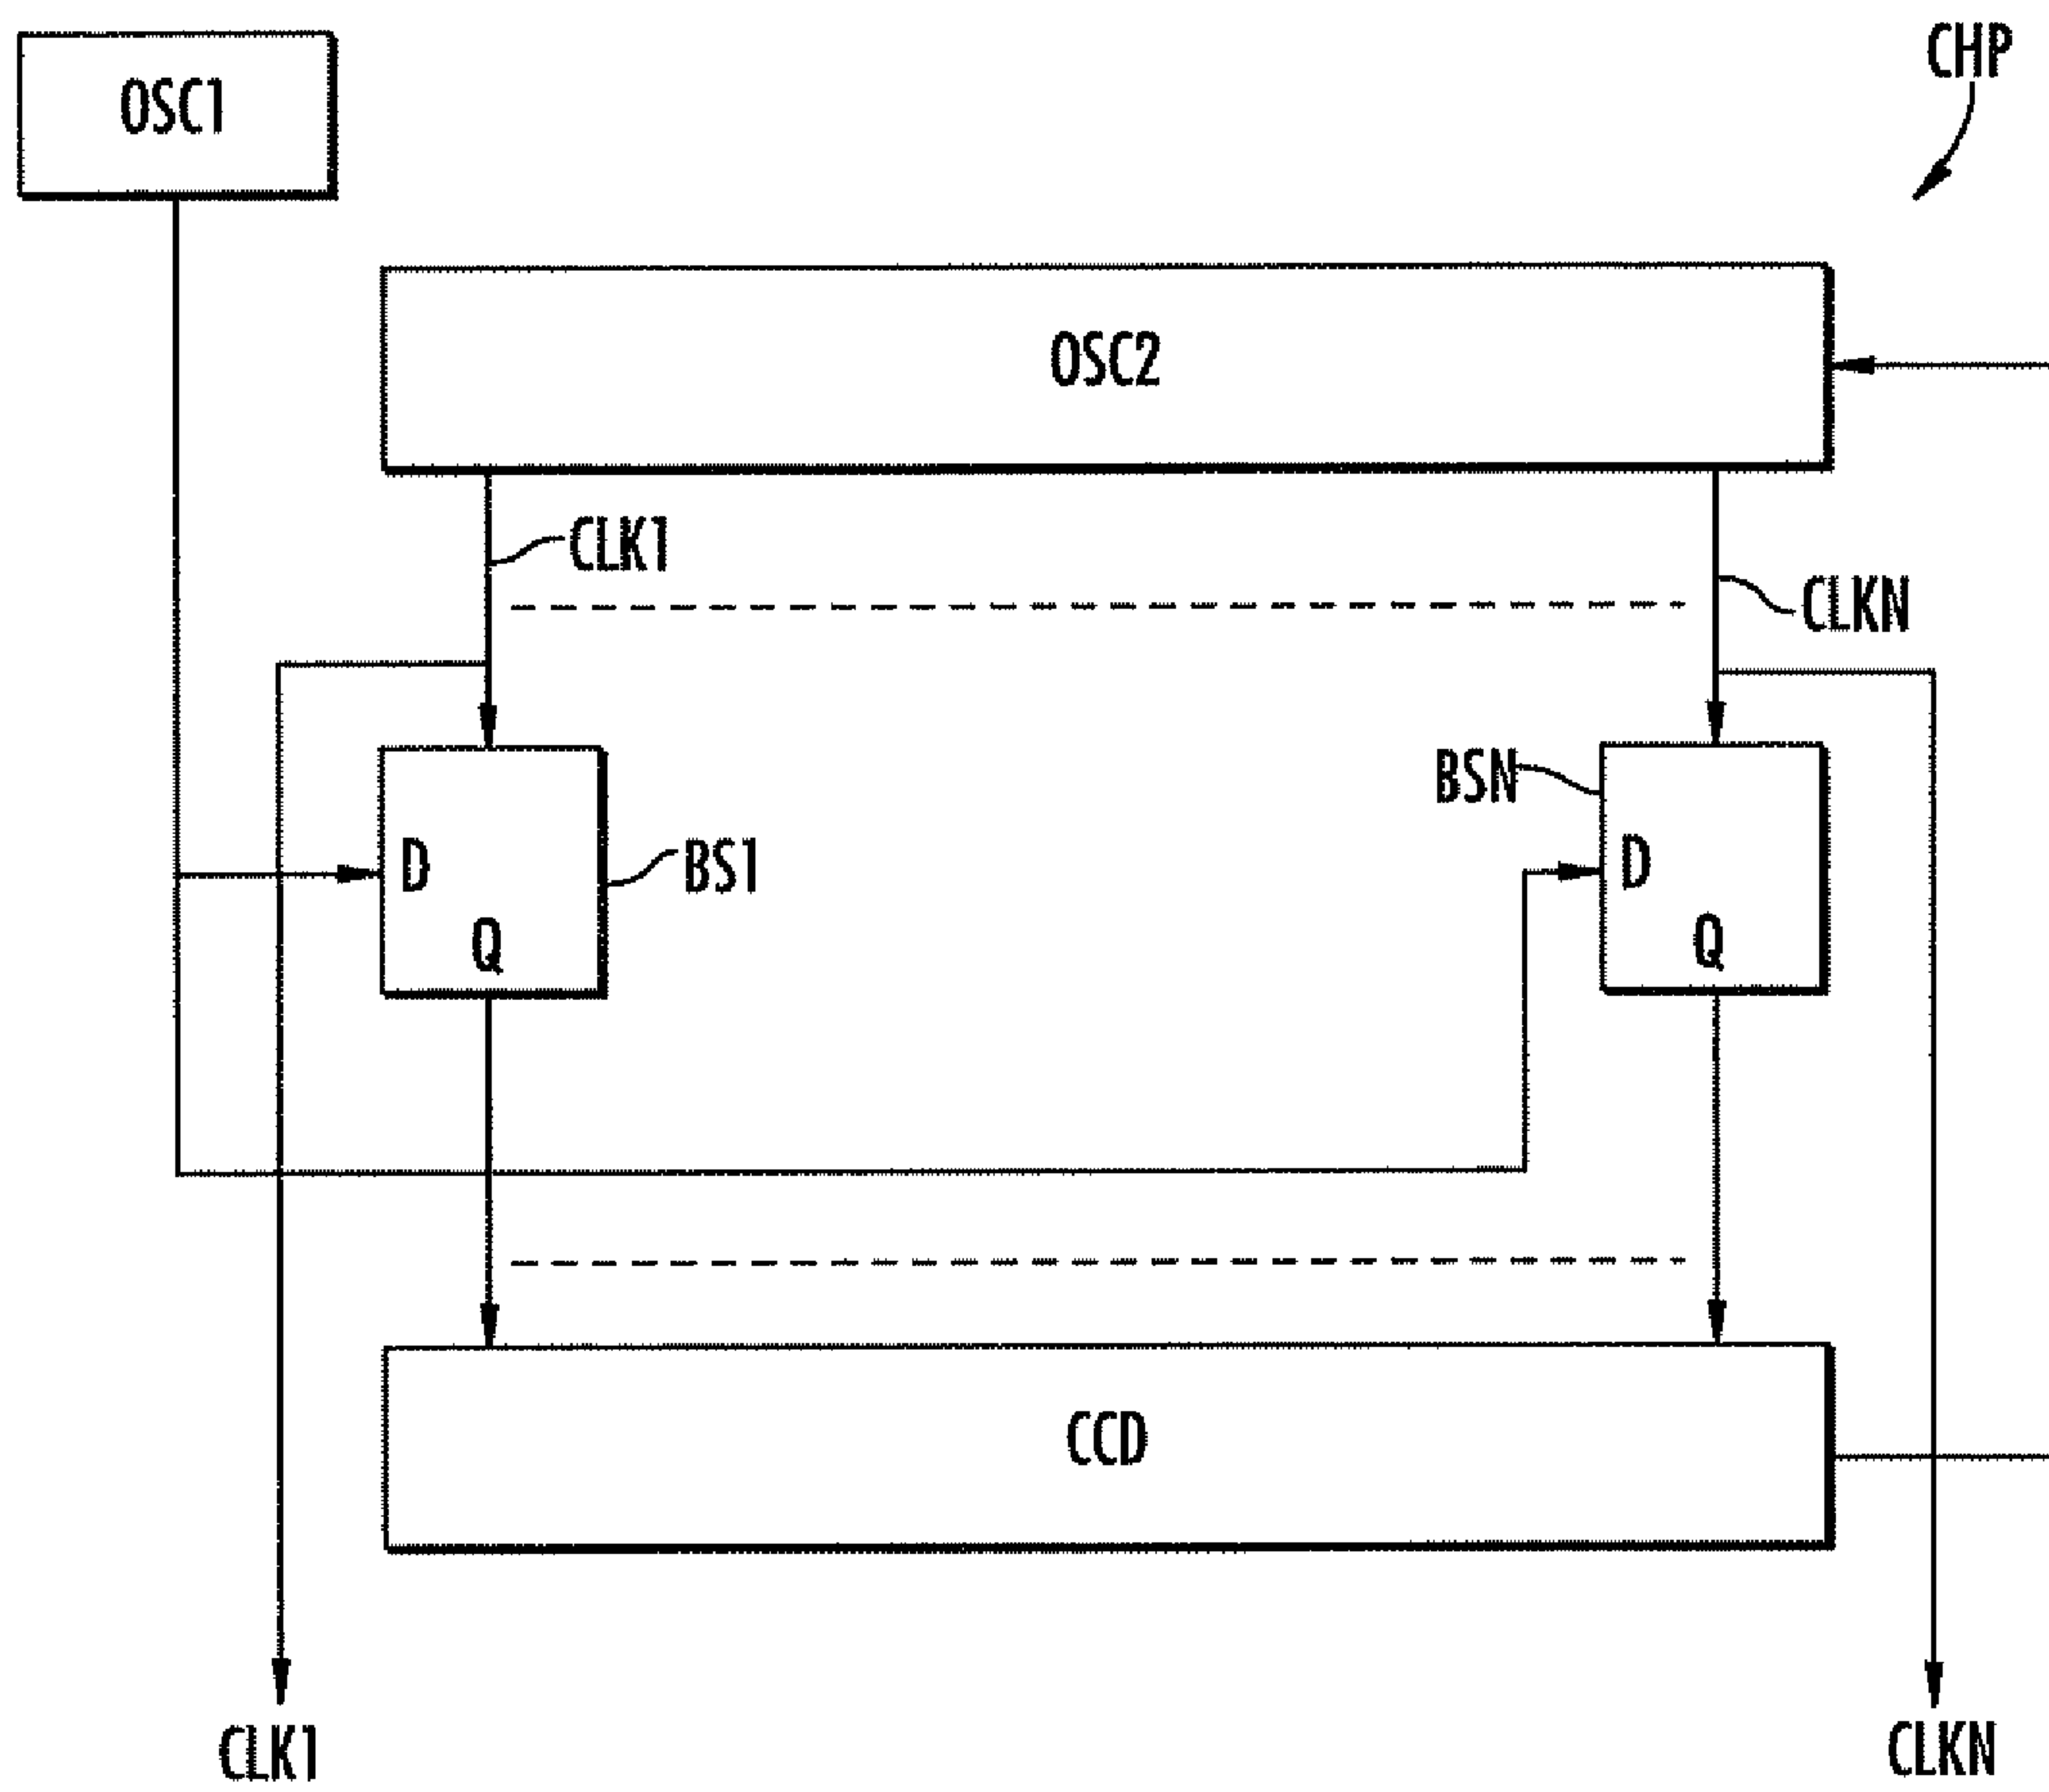 CHP
OSC1
OSC2
CLK1
CLKN
BSN
D
BS1
D
Q
Q
CCD
CLK1
CLKN